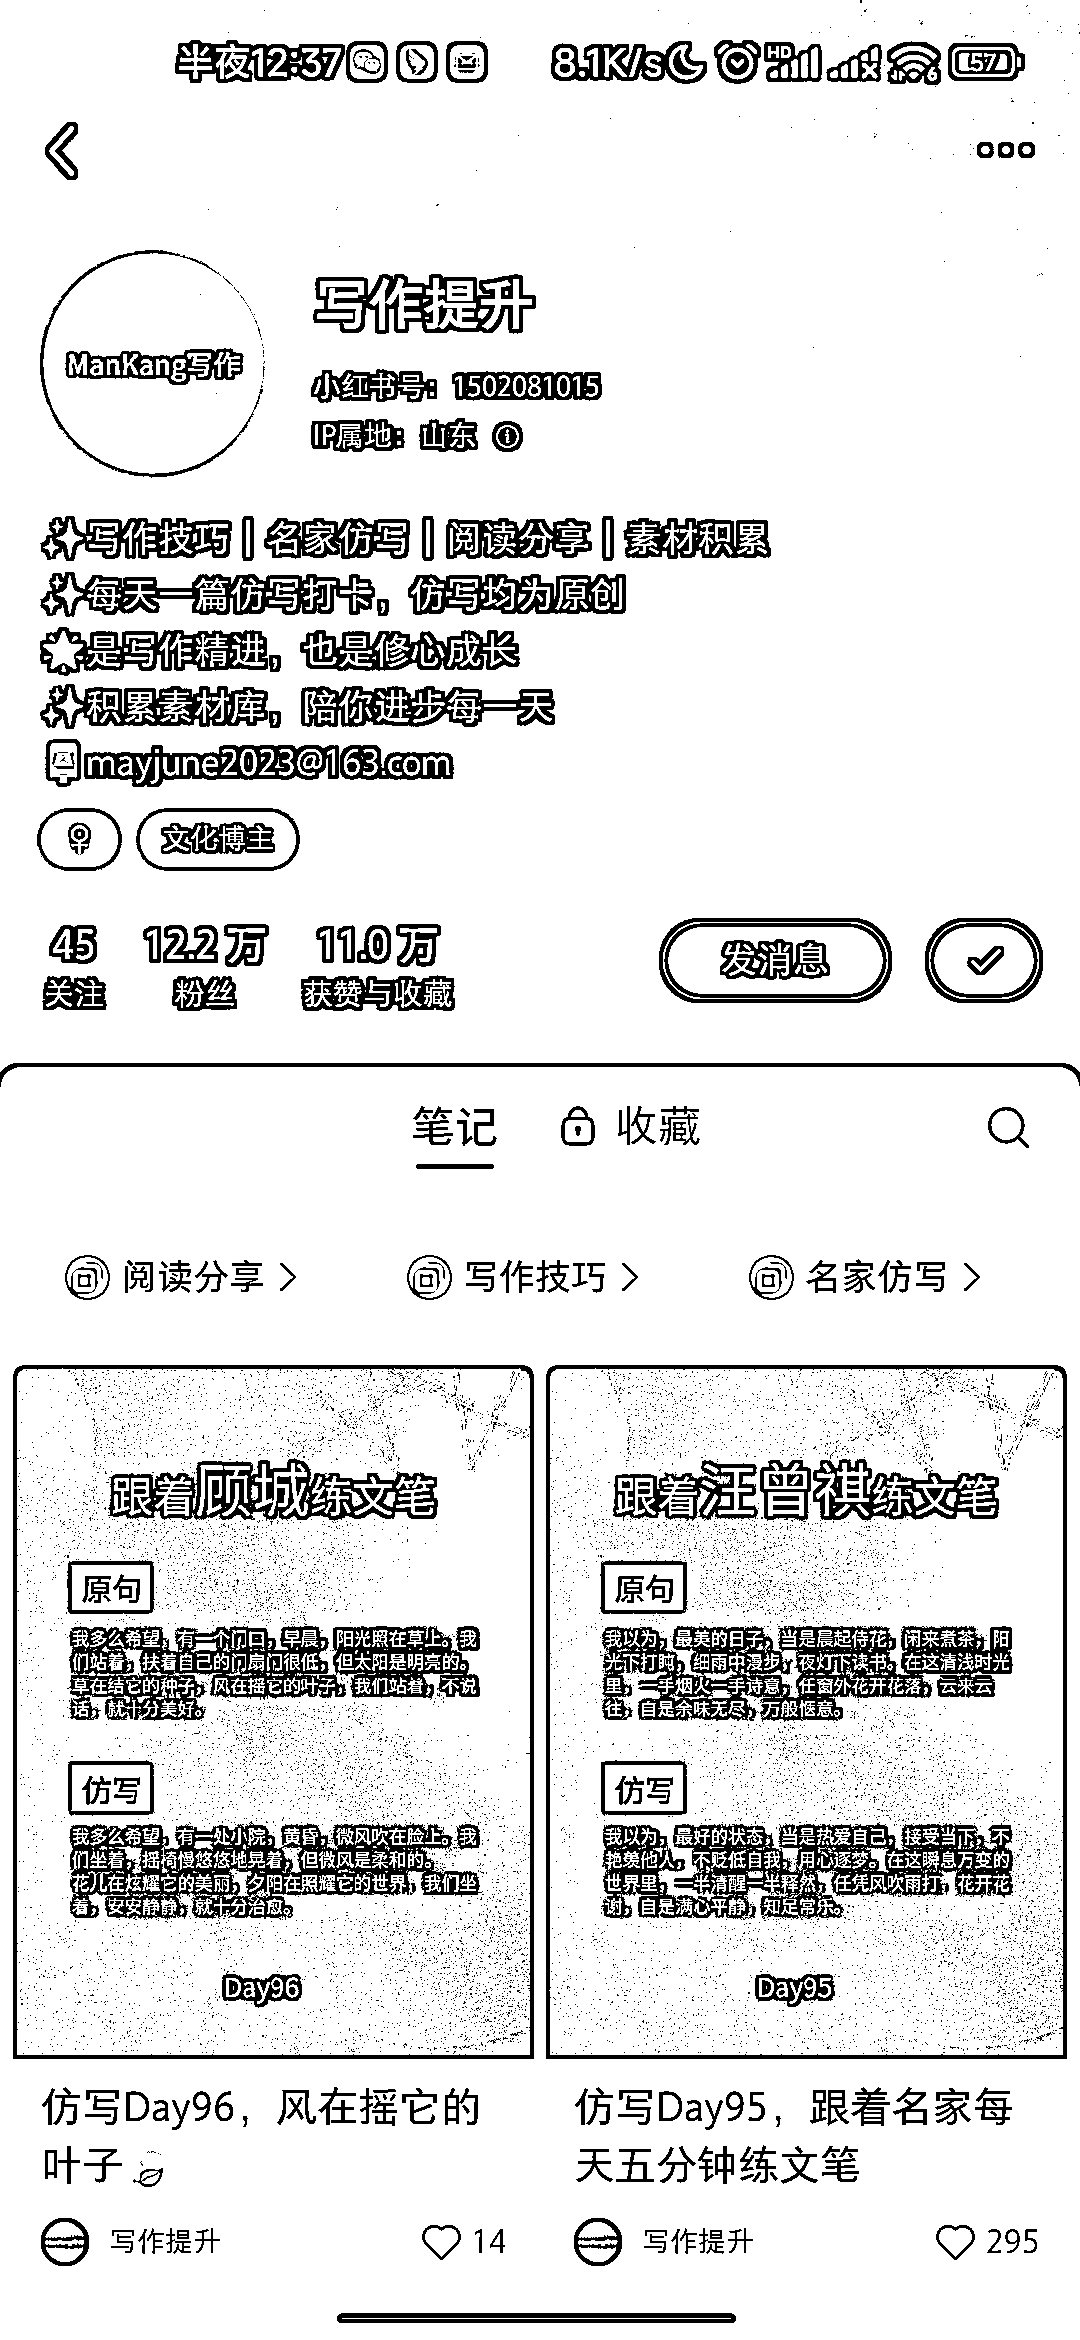 半夜12:37
8.1K/s HD 6 57
ManKang写作
写作提升
小红书号：1502081015
IP属地：山东
✨写作技巧｜名家仿写｜阅读分享｜素材积累
✨每天一篇仿写打卡，仿写均为原创
🌟是写作精进，也是修心成长
✨积累素材库，陪你进步每一天
mayjune2023@163.com
文化博主
45 12.2万 11.0万
关注 粉丝 获赞与收藏
发消息
笔记 收藏
阅读分享 写作技巧 名家仿写
跟着顾城练文笔
原句
我多么希望，有一个门口，早晨，阳光照在草上。我
们站着，扶着自己的门扇门很低，但太阳是明亮的。
草在结它的种子，风在摇它的叶子，我们站着，不说
话，就十分美好。
仿写
我多么希望，有一处小院，黄昏，微风吹在脸上。我
们坐着，摇椅慢悠悠地晃着，但微风是柔和的。
花儿在炫耀它的美丽，夕阳在照耀它的世界，我们坐
着，安安静静，就十分治愈。
Day96
仿写Day96，风在摇它的
叶子🍃
写作提升 14
跟着汪曾祺练文笔
原句
我以为，最美的日子，当是晨起侍花，闲来煮茶，阳
光下打盹，细雨中漫步，夜灯下读书，在这清浅时光
里，一手烟火一手诗意，任窗外花开花落，云来云
往，自是余味无尽，万般惬意。
仿写
我以为，最好的状态，当是热爱自己，接受当下，不
艳羡他人，不贬低自我，用心逐梦。在这瞬息万变的
世界里，一半清醒一半释然，任凭风吹雨打，花开花
谢，自是满心平静，知足常乐。
Day95
仿写Day95，跟着名家每
天五分钟练文笔
写作提升 295